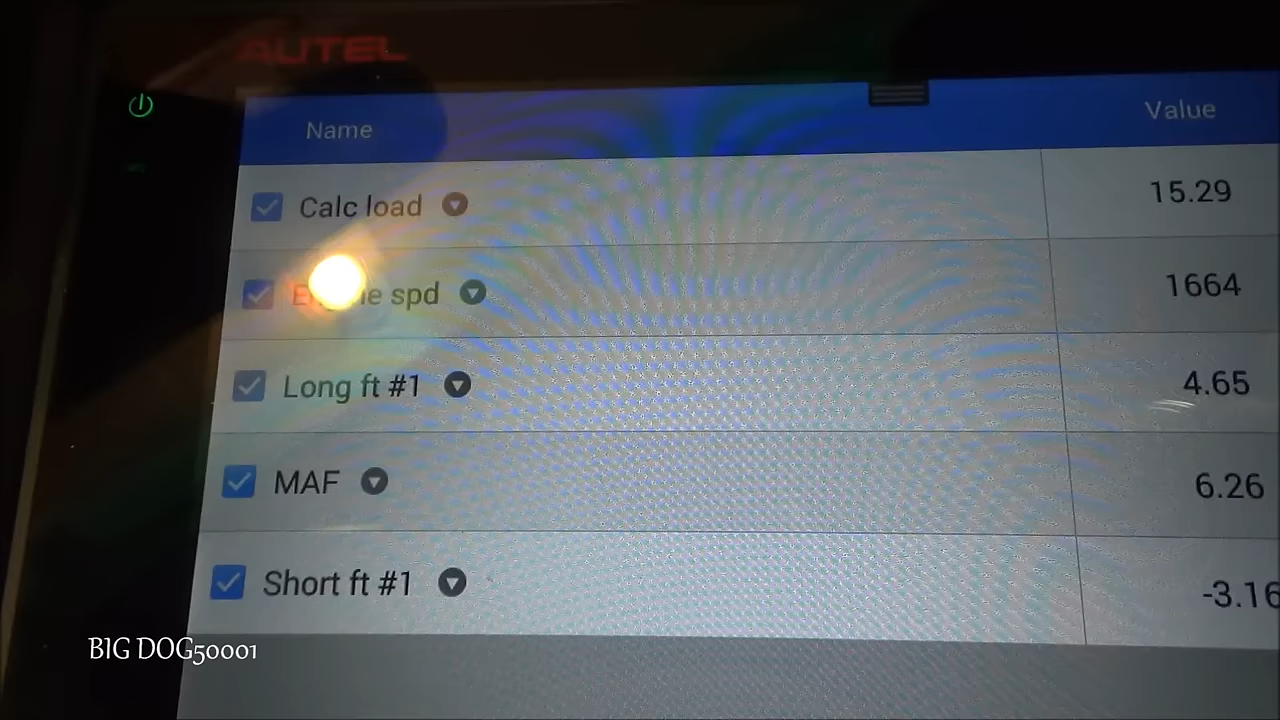 AUTEL
Name Value
Calc load 15.29
spd 1664
Long ft #1 4.65
MAF 6.26
Short ft #1 -3.16
BIG DOG50001